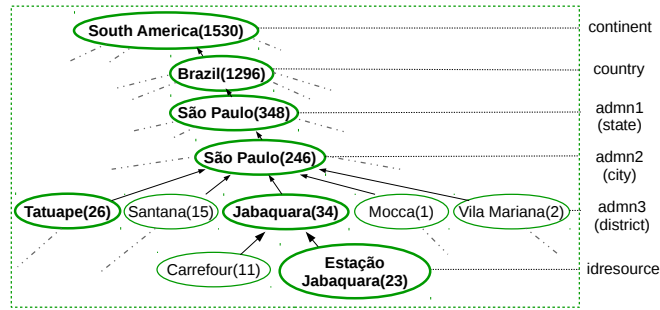 South America(1530)
continent
Brazil(1296)
country
São Paulo(348)
admn1
(state)
São Paulo(246)
admn2
(city)
Tatuape(26)
Santana(15)
Jabaquara(34)
Mocca(1)
Vila Mariana(2)
admn3
(district)
Carrefour(11)
Estação
Jabaquara(23)
idresource